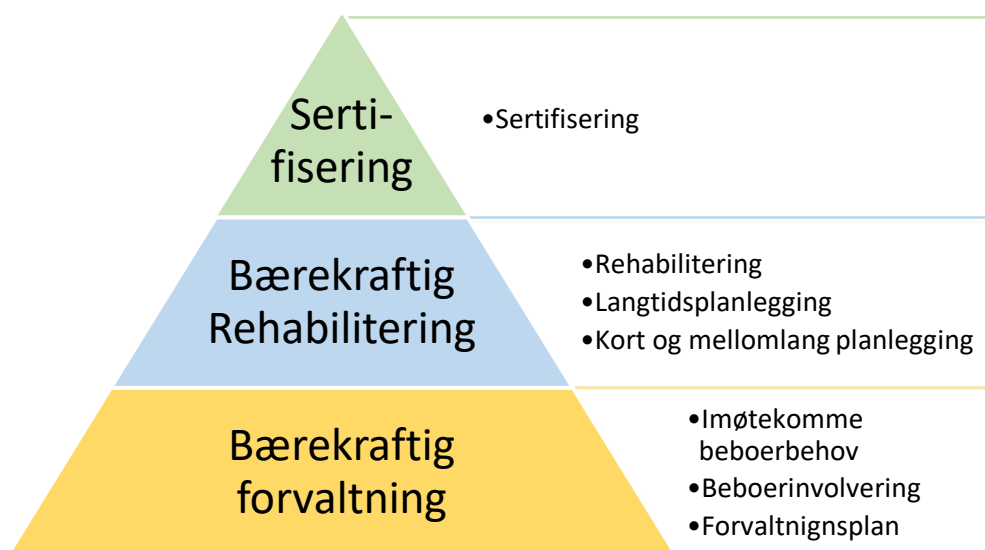 Serti-
fisering
•Sertifisering
Bærekraftig
Rehabilitering
•Rehabilitering
•Langtidsplanlegging
•Kort og mellomlang planlegging
Bærekraftig
forvaltning
•Imøtekomme
beboerbehov
•Beboerinvolvering
•Forvaltnignsplan